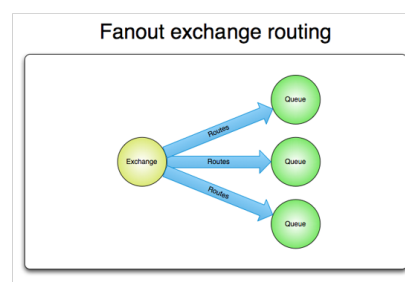 Fanout exchange routing
Queue
Routes
Exchange
Routes
Queue
Routes
Queue